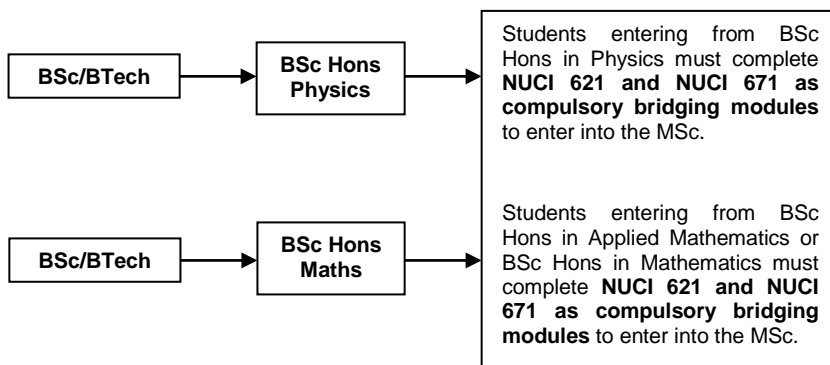 BSc/BTech
BSc Hons
Physics
Students entering from BSc
Hons in Physics must complete
NUCI 621 and NUCI 671 as
compulsory bridging modules
to enter into the MSc.
BSc/BTech
BSc Hons
Maths
Students entering from BSc
Hons in Applied Mathematics or
BSc Hons in Mathematics must
complete NUCI 621 and NUCI
671 as compulsory bridging
modules to enter into the MSc.